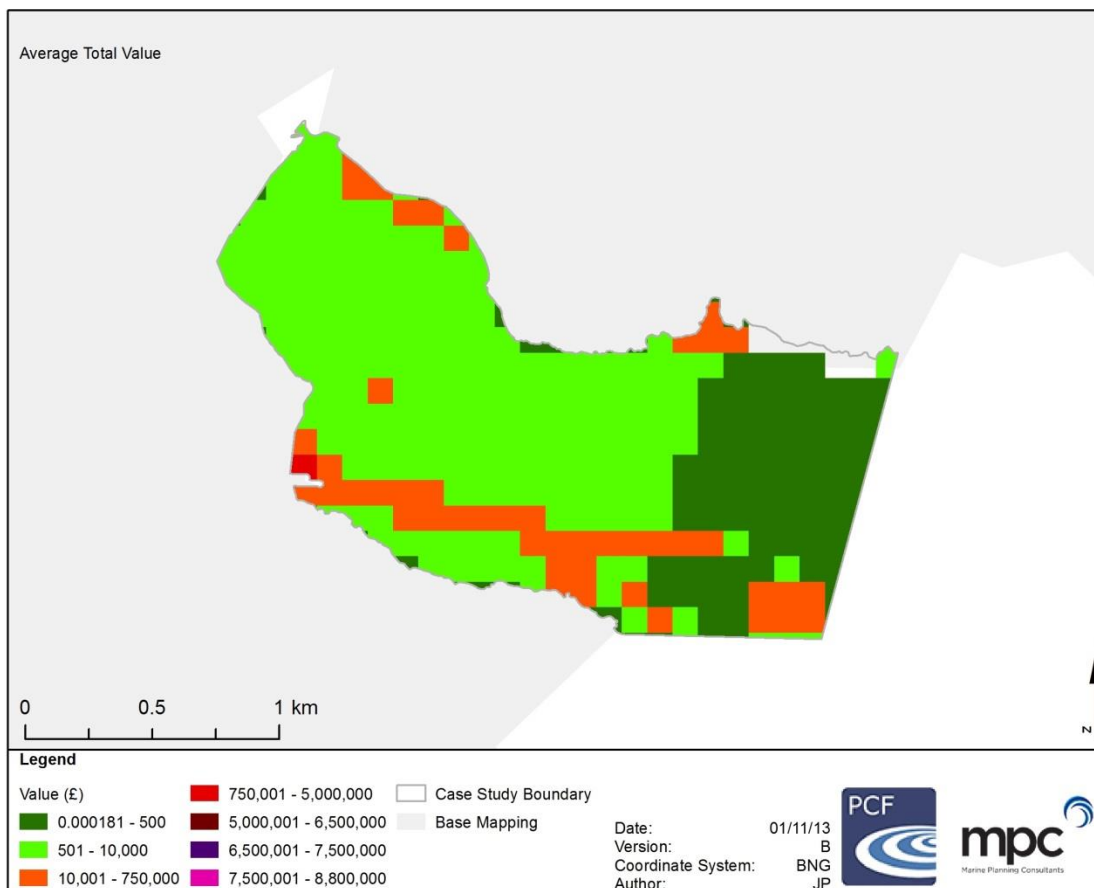 Average Total Value
0 0.5 1 km
z
Legend
Value (£)
0.000181 - 500
501 - 10,000
10,001 - 750,000
750,001 - 5,000,000
5,000,001 - 6,500,000
6,500,001 - 7,500,000
7,500,001 - 8,800,000
Case Study Boundary
Base Mapping
Date: 01/11/13
Version: B
Coordinate System: BNG
Author: JP
PCF
mpc
Marine Planning Consultants